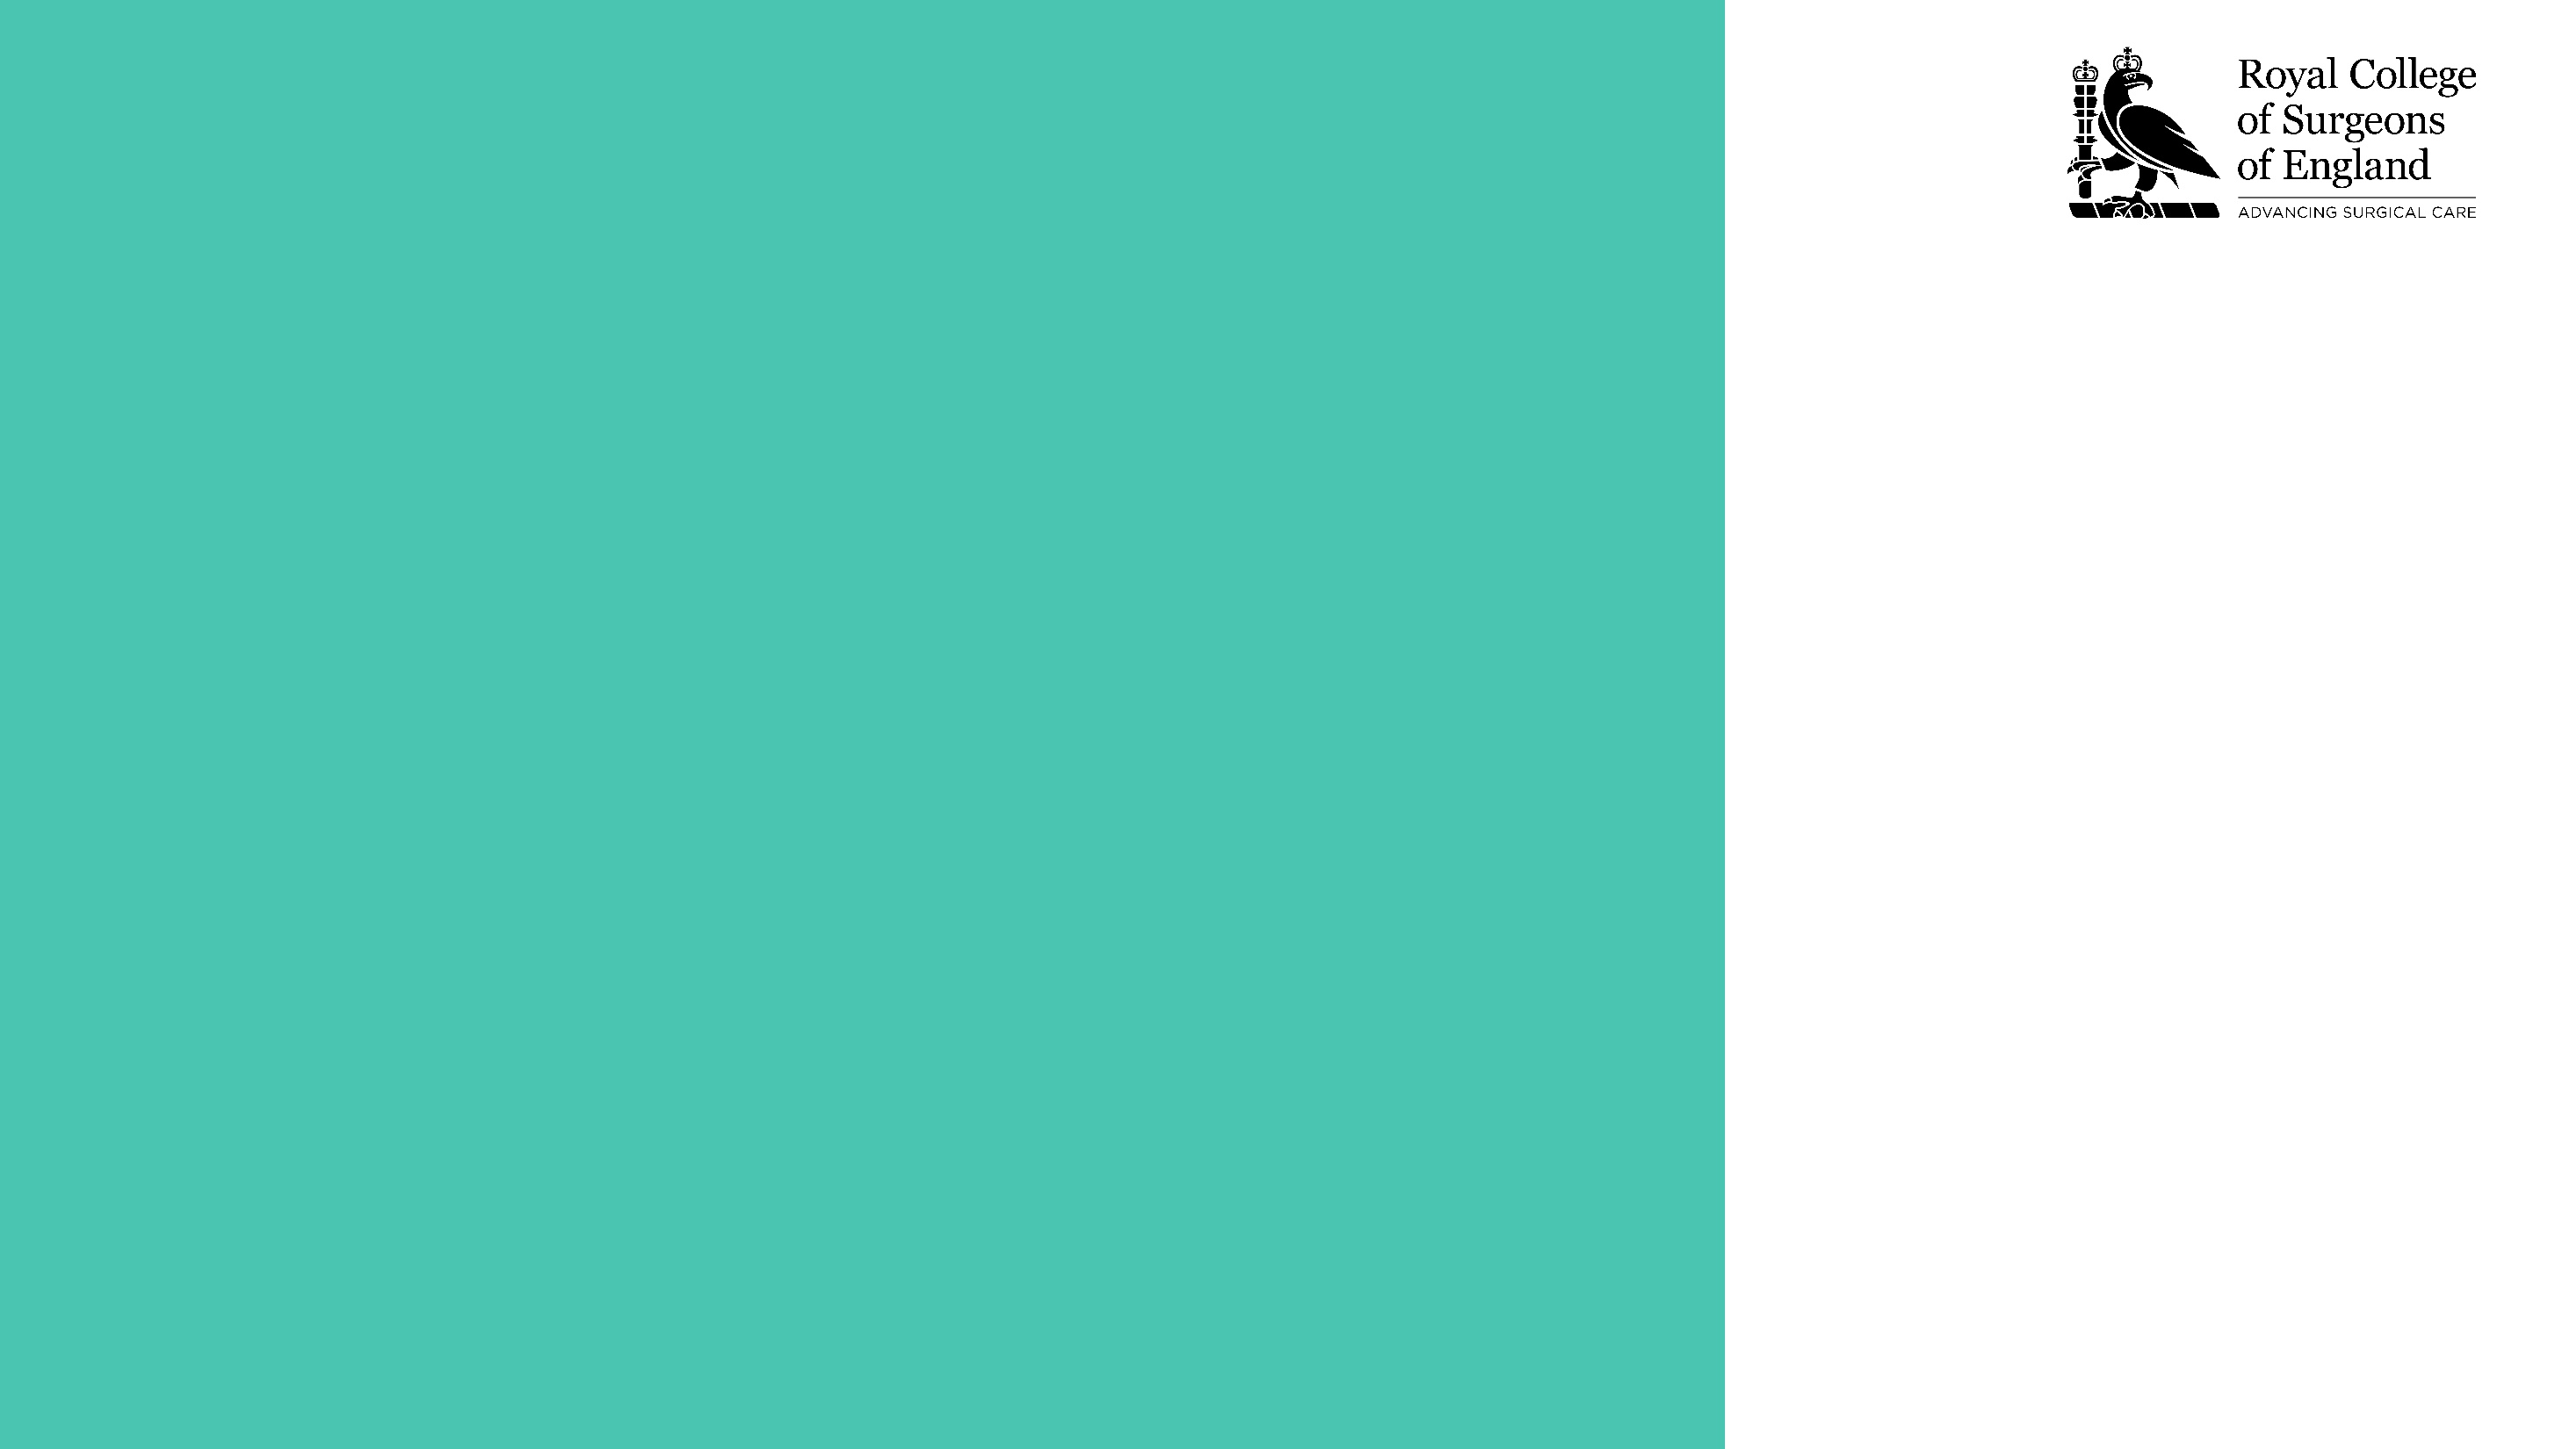 Royal College
of Surgeons
of England
ADVANCING SURGICAL CARE